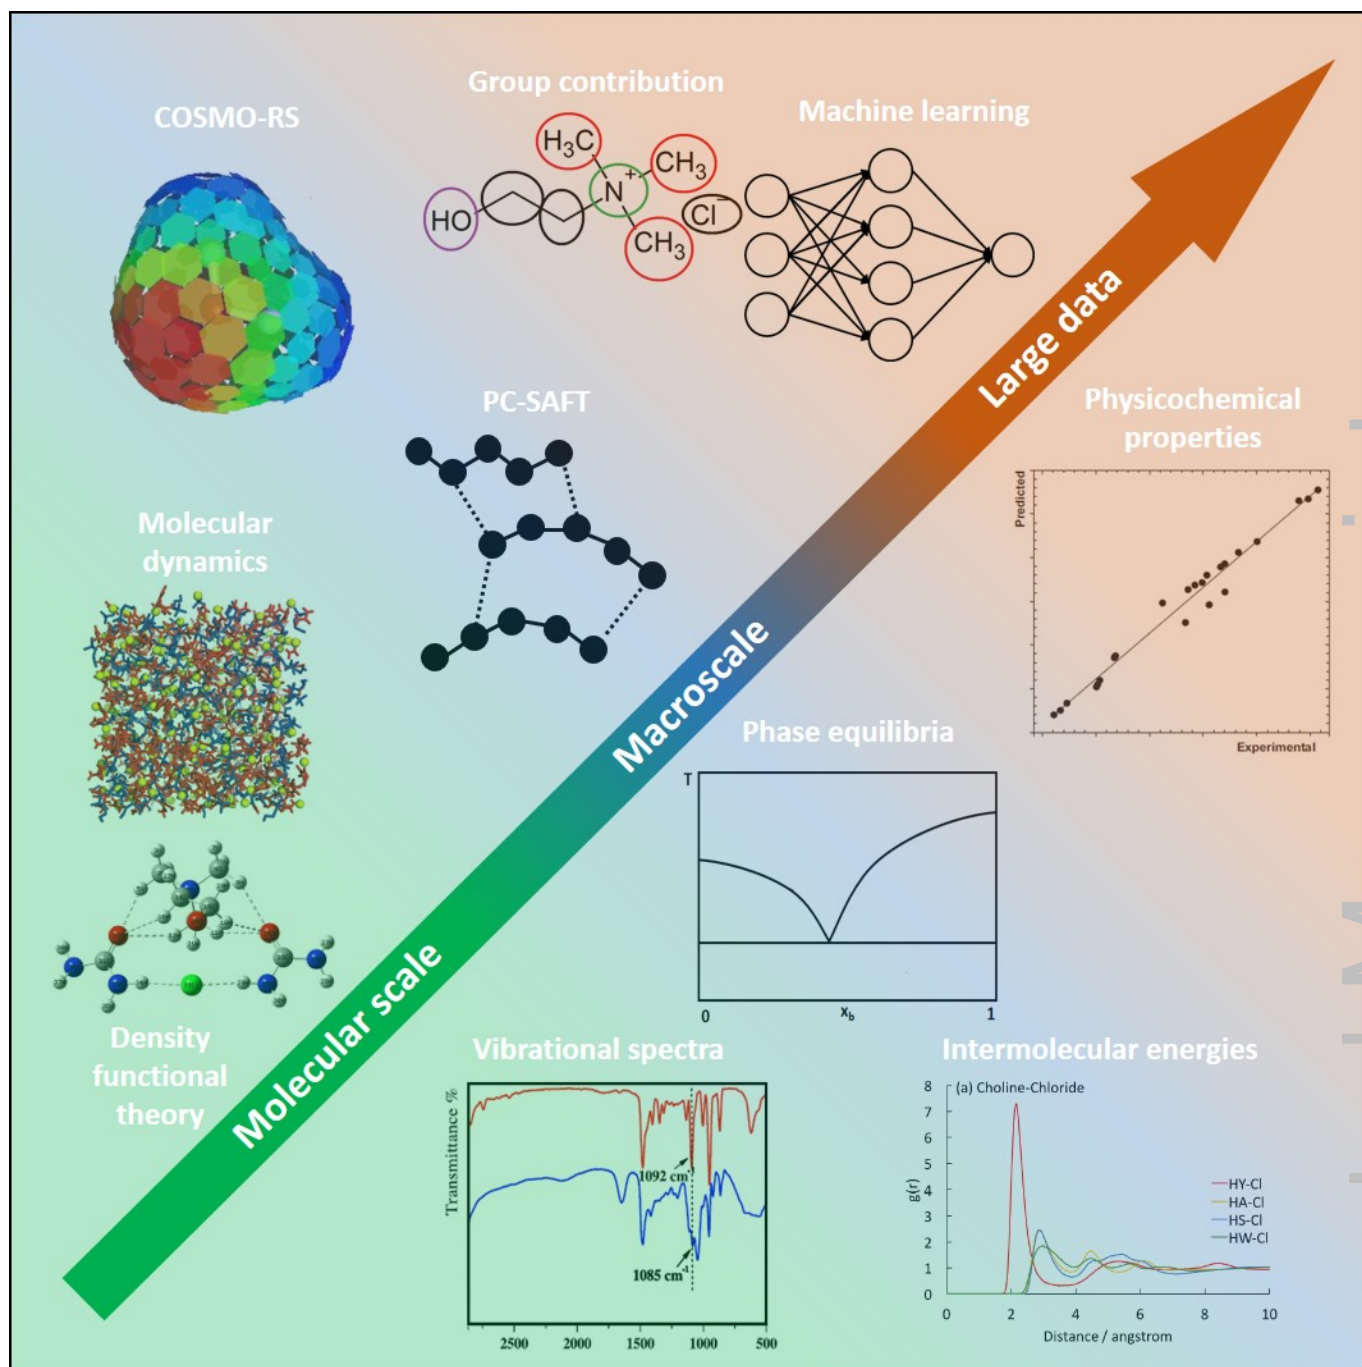 Group contribution
COSMO-RS
Machine learning
H₃C
CH₃
N⁺
HO
Cl⁻
CH₃
Large data
PC-SAFT
Physicochemical
properties
Predicted
Experimental
Molecular
dynamics
Macroscale
Phase equilibria
T
0
x_b
1
Density
functional
theory
Molecular scale
Vibrational spectra
Transmittance %
1092 cm⁻¹
1085 cm⁻¹
2500 2000 1500 1000 500
Intermolecular energies
(a) Choline-Chloride
g(r)
8
7
6
5
4
3
2
1
0
HY-Cl
HA-Cl
HS-Cl
HW-Cl
0 2 4 6 8 10
Distance / angstrom